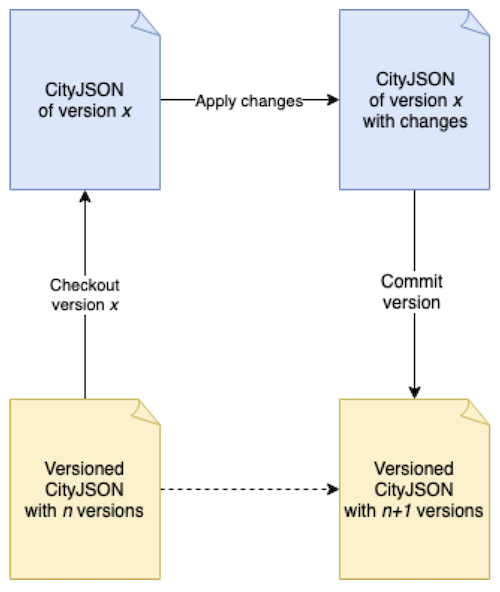 CityJSON
of version x
Apply changes
CityJSON
of version x
with changes
Checkout
version x
Commit
version
Versioned
CityJSON
with n versions
Versioned
CityJSON
with n+1 versions